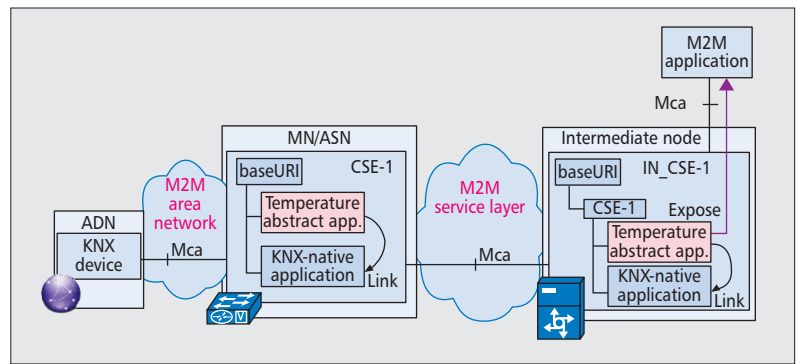 M2M
application
Mca
MN/ASN
Intermediate node
baseURI
CSE-1
baseURI
IN_CSE-1
M2M
area
network
Temperature
abstract app.
M2M
service layer
CSE-1
Expose
ADN
KNX
device
Mca
KNX-native
application
Link
Mca
Temperature
abstract app.
KNX-native
application
Link
V